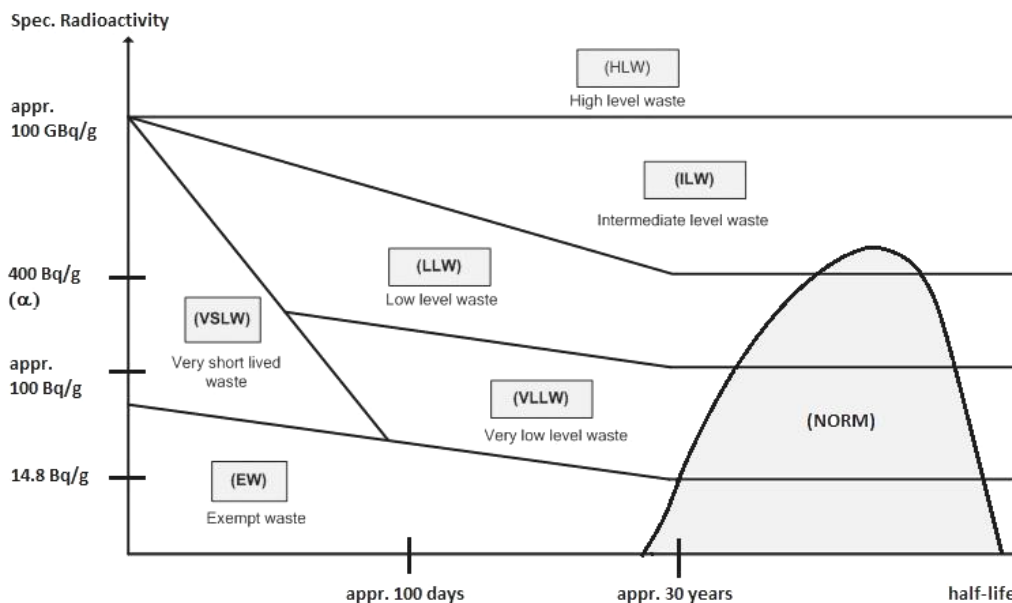 Spec. Radioactivity
(HLW)
High level waste
appr.
100 GBq/g
(ILW)
Intermediate level waste
(LLW)
Low level waste
400 Bq/g
(α)
(VSLW)
Very short lived
waste
appr.
100 Bq/g
(VLLW)
Very low level waste
(NORM)
14.8 Bq/g
(EW)
Exempt waste
appr. 100 days
appr. 30 years
half-life